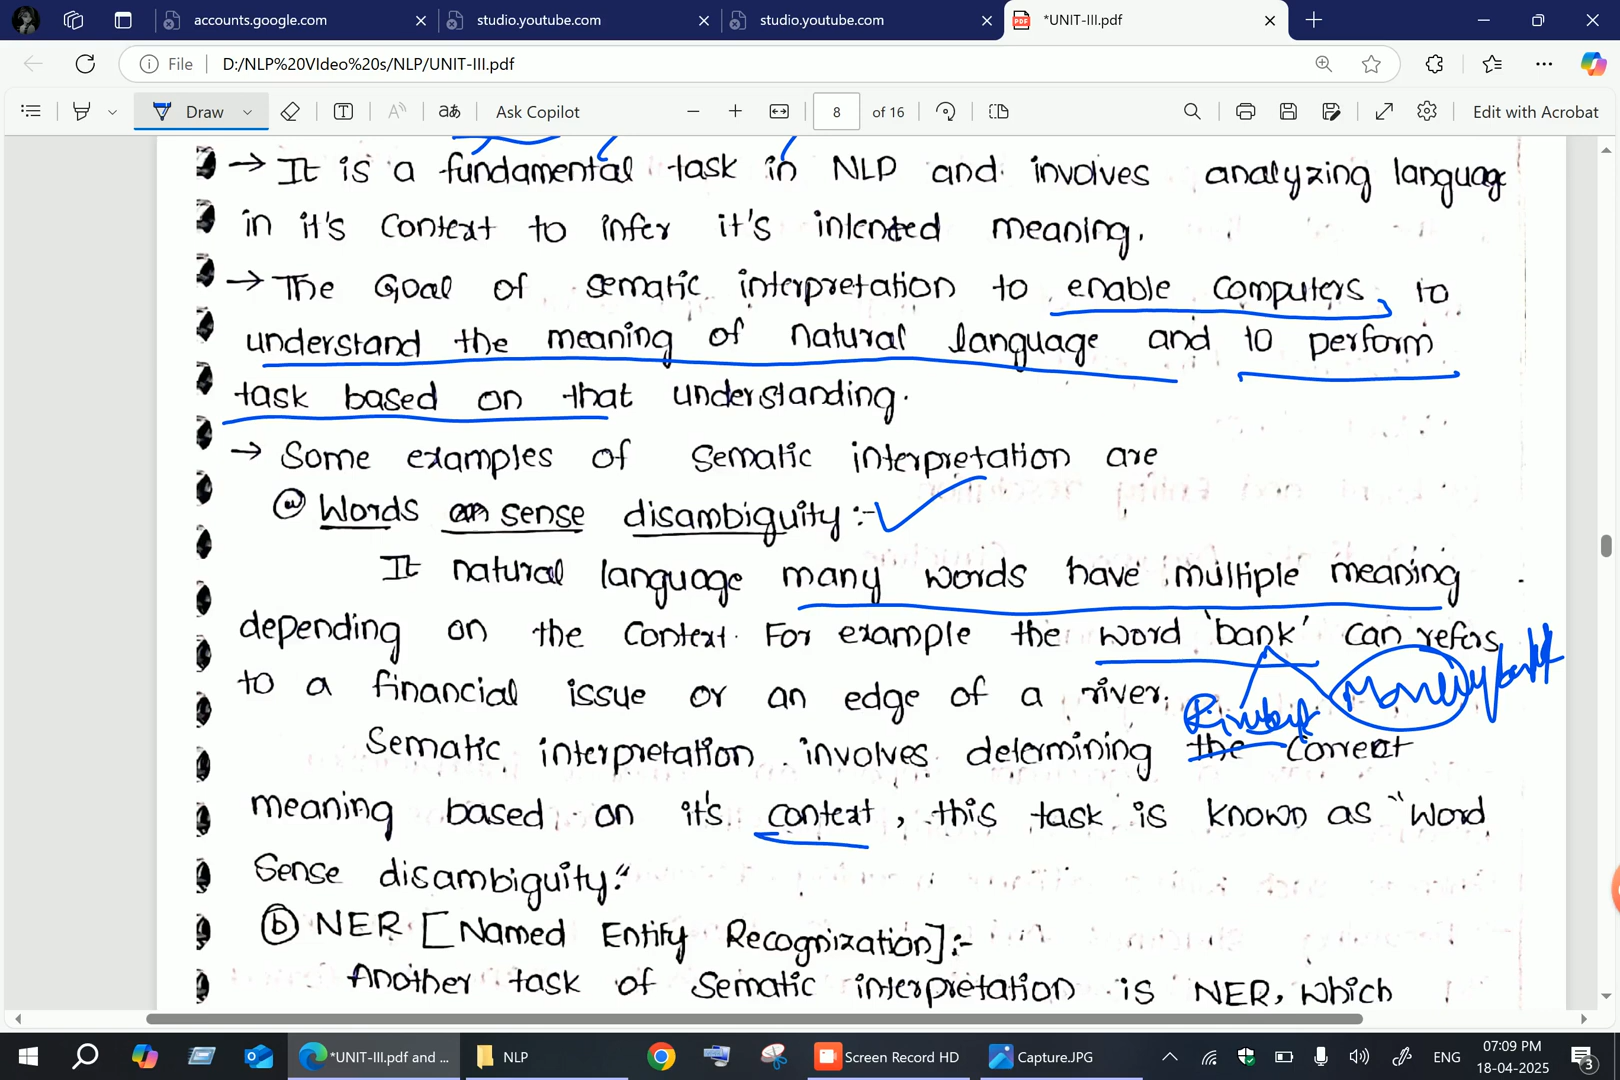 accounts.google.com
studio.youtube.com
studio.youtube.com
*UNIT-III.pdf
File
D:/NLP%20VIdeo%20s/NLP/UNIT-III.pdf
Draw
Ask Copilot
8 of 16
Edit with Acrobat
→ It is a fundamental task in NLP and involves analyzing language
in it's Context to infer it's intented meaning.
→ The Goal of Sematic interpretation to enable Computers to
understand the meaning of natural language and to perform
task based on that understanding.
→ Some examples of Sematic interpretation are
ⓐ Words on sense disambiguity :-
It natural language many words have multiple meaning
depending on the Context. For example the word 'bank' Can refers
to a financial issue or an edge of a river.
Money bank
Sematic interpretation involves determining the Correct
meaning based on it's context, this task is known as "Word
Sense disambiguity."
ⓑ NER [Named Entity Recognization]:-
Another task of Sematic interpretation is NER, which
*UNIT-III.pdf and ...
NLP
Screen Record HD
Capture.JPG
ENG
07:09 PM
18-04-2025
3